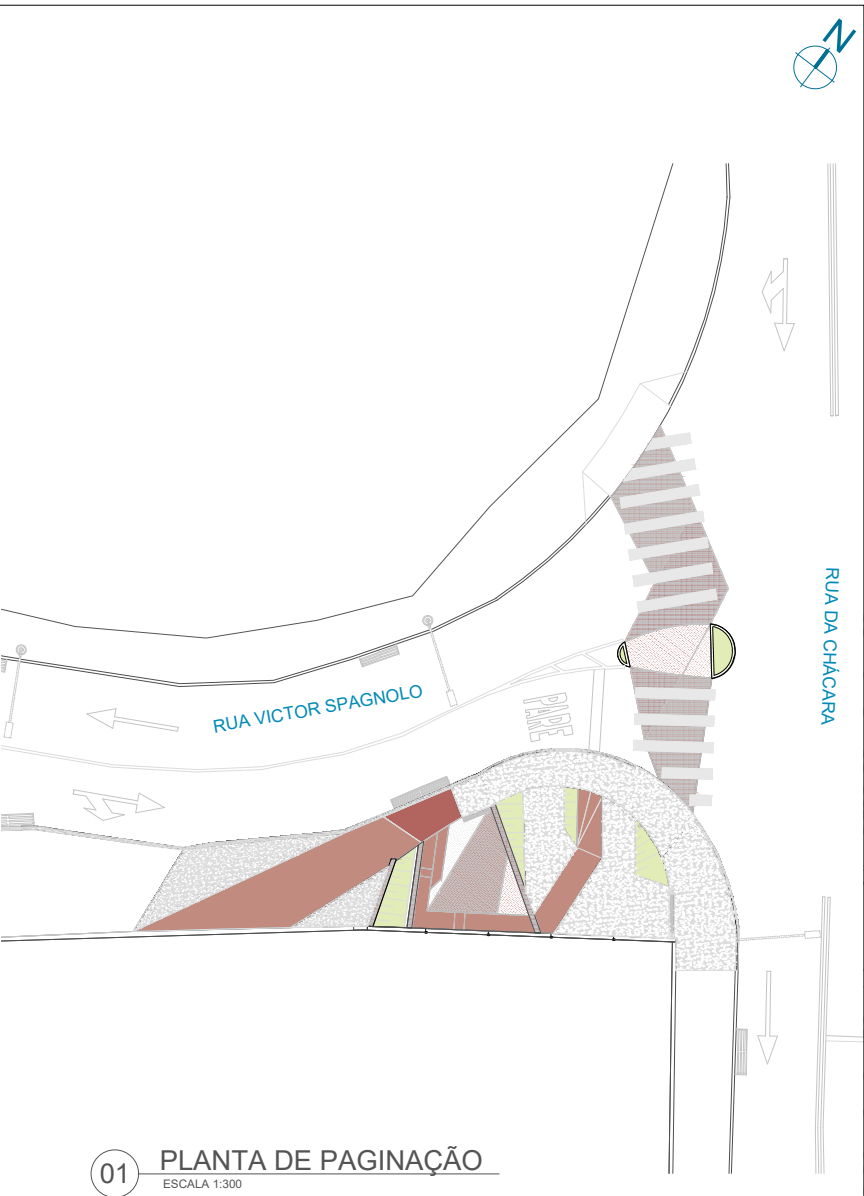 N
RUA DA CHÁCARA
RUA VICTOR SPAGNOLO
PARE
01
PLANTA DE PAGINAÇÃO
ESCALA 1:300